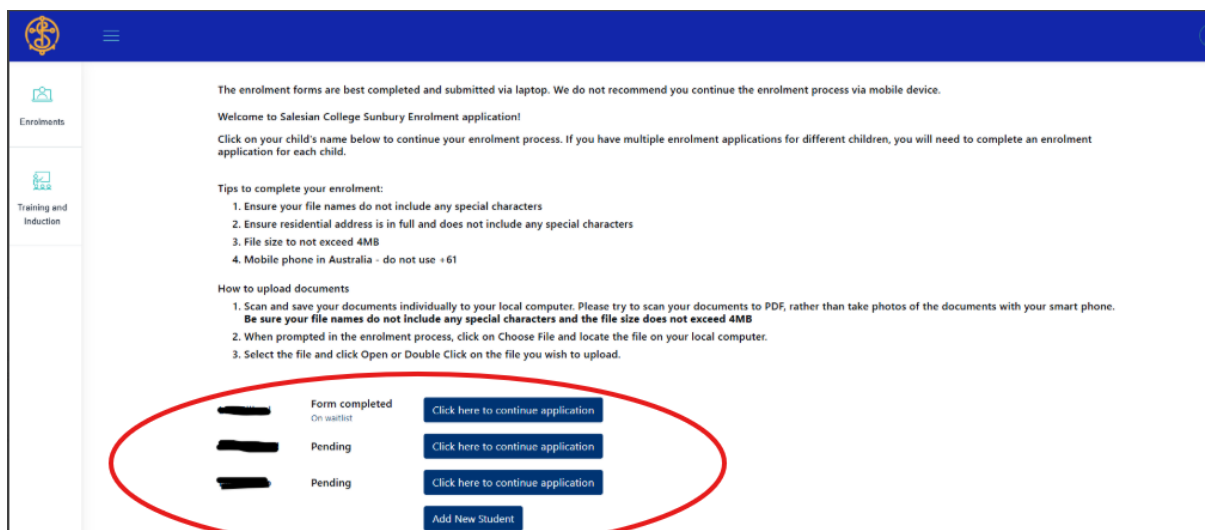 The enrolment forms are best completed and submitted via laptop. We do not recommend you continue the enrolment process via mobile device.
Welcome to Salesian College Sunbury Enrolment application!
Click on your child's name below to continue your enrolment process. If you have multiple enrolment applications for different children, you will need to complete an enrolment
application for each child.
Enrolments
Training and
Induction
Tips to complete your enrolment:
1. Ensure your file names do not include any special characters
2. Ensure residential address is in full and does not include any special characters
3. File size to not exceed 4MB
4. Mobile phone in Australia - do not use +61
How to upload documents
1. Scan and save your documents individually to your local computer. Please try to scan your documents to PDF, rather than take photos of the documents with your smart phone.
Be sure your file names do not include any special characters and the file size does not exceed 4MB
2. When prompted in the enrolment process, click on Choose File and locate the file on your local computer.
3. Select the file and click Open or Double Click on the file you wish to upload.
Form completed
On waitlist
Click here to continue application
Pending
Click here to continue application
Pending
Click here to continue application
Add New Student